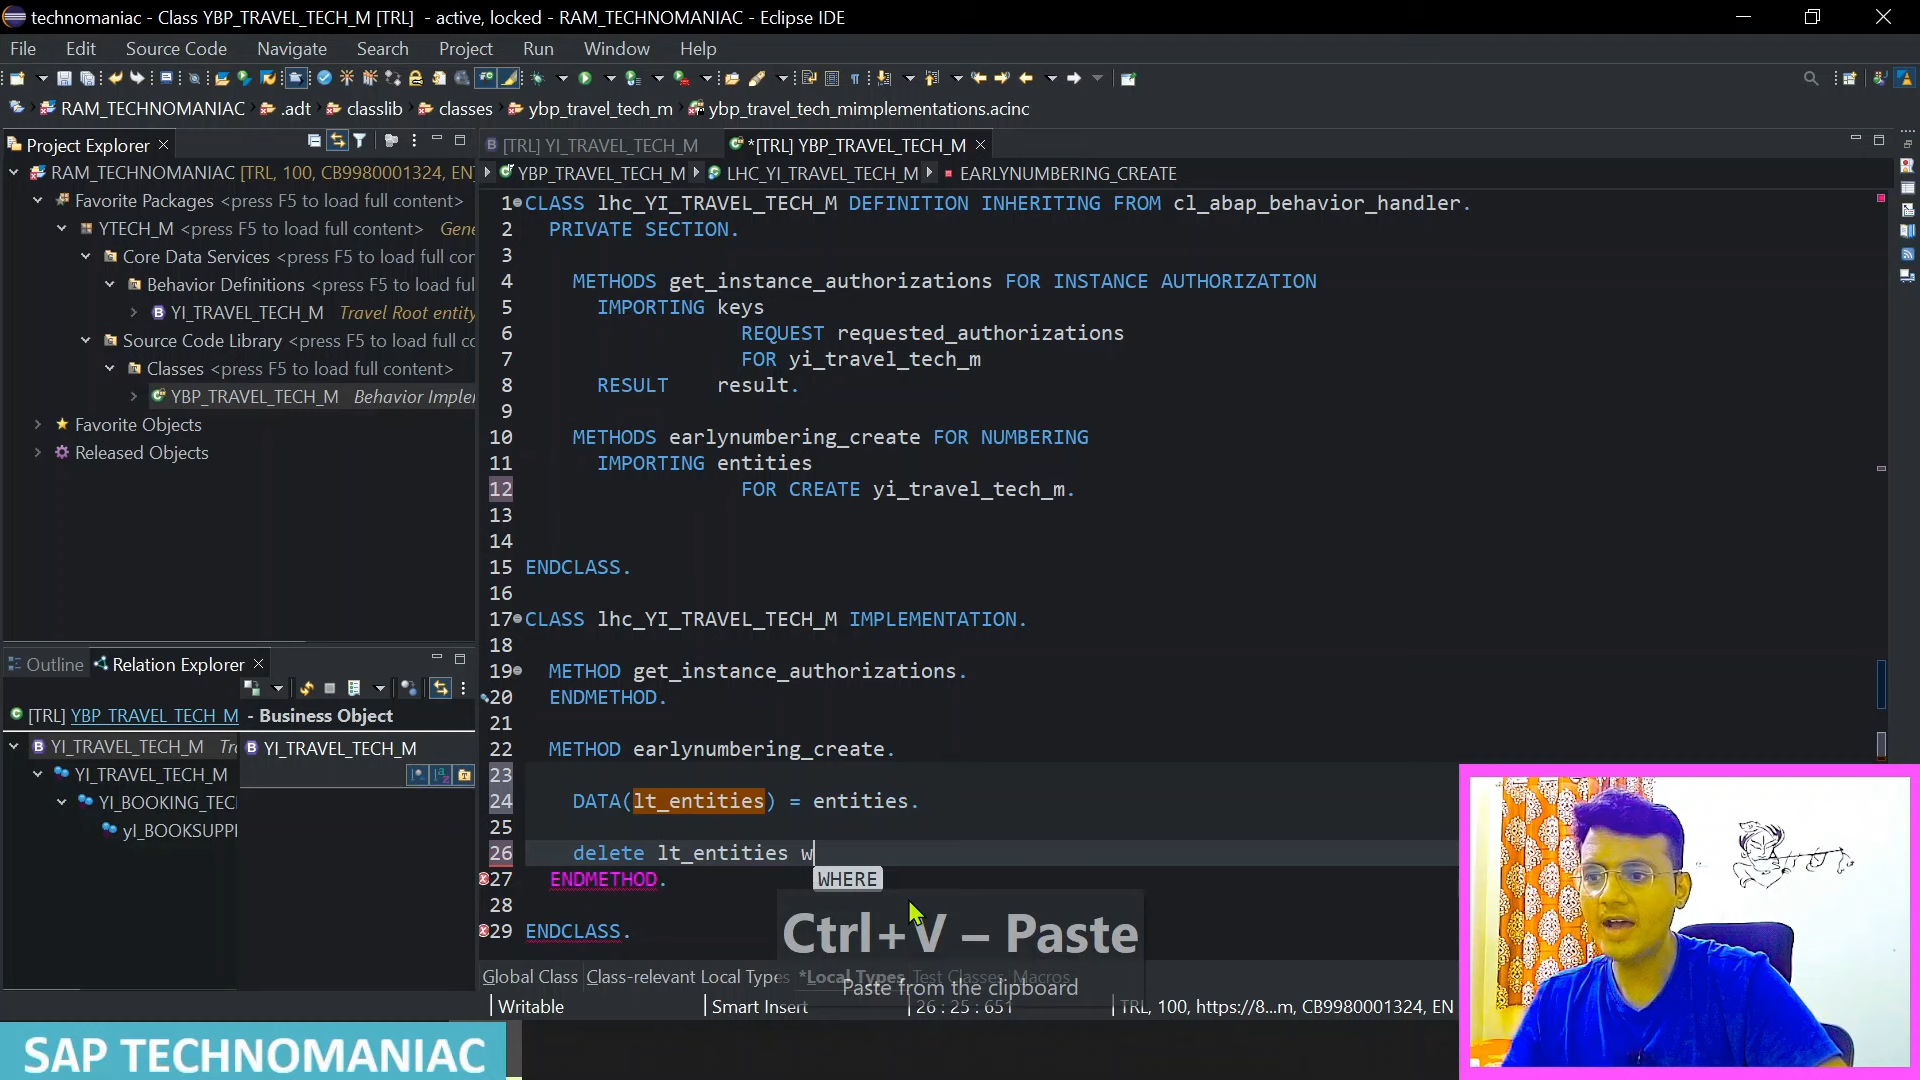 technomaniac - Class YBP_TRAVEL_TECH_M [TRL] - active, locked - RAM_TECHNOMANIAC - Eclipse IDE
File Edit Source Code Navigate Search Project Run Window Help
RAM_TECHNOMANIAC .adt classlib classes ybp_travel_tech_m ybp_travel_tech_mimplementations.acinc
Project Explorer
RAM_TECHNOMANIAC [TRL, 100, CB9980001324, EN]
Favorite Packages <press F5 to load full content>
YTECH_M <press F5 to load full content> Gene
Core Data Services <press F5 to load full cor
Behavior Definitions <press F5 to load ful
YI_TRAVEL_TECH_M Travel Root entity
Source Code Library <press F5 to load full cc
Classes <press F5 to load full content>
YBP_TRAVEL_TECH_M Behavior Imple
Favorite Objects
Released Objects
Outline Relation Explorer
[TRL] YBP_TRAVEL_TECH_M - Business Object
YI_TRAVEL_TECH_M Tra
YI_TRAVEL_TECH_M
YI_BOOKING_TECI
yI_BOOKSUPPI
YI_TRAVEL_TECH_M
[TRL] YI_TRAVEL_TECH_M *[TRL] YBP_TRAVEL_TECH_M
YBP_TRAVEL_TECH_M LHC_YI_TRAVEL_TECH_M EARLYNUMBERING_CREATE
1 CLASS lhc_YI_TRAVEL_TECH_M DEFINITION INHERITING FROM cl_abap_behavior_handler.
2 PRIVATE SECTION.
3
4 METHODS get_instance_authorizations FOR INSTANCE AUTHORIZATION
5 IMPORTING keys
6 REQUEST requested_authorizations
7 FOR yi_travel_tech_m
8 RESULT result.
9
10 METHODS earlynumbering_create FOR NUMBERING
11 IMPORTING entities
12 FOR CREATE yi_travel_tech_m.
13
14
15 ENDCLASS.
16
17 CLASS lhc_YI_TRAVEL_TECH_M IMPLEMENTATION.
18
19 METHOD get_instance_authorizations.
20 ENDMETHOD.
21
22 METHOD earlynumbering_create.
23
24 DATA(lt_entities) = entities.
25
26 delete lt_entities w
27 ENDMETHOD. WHERE
28
29 ENDCLASS.
Ctrl+V – Paste
Paste from the clipboard
Global Class Class-relevant Local Types *Local Types Test Classes Macros
Writable Smart Insert 26 : 25 : 651 TRL, 100, https://8...m, CB9980001324, EN
SAP TECHNOMANIAC